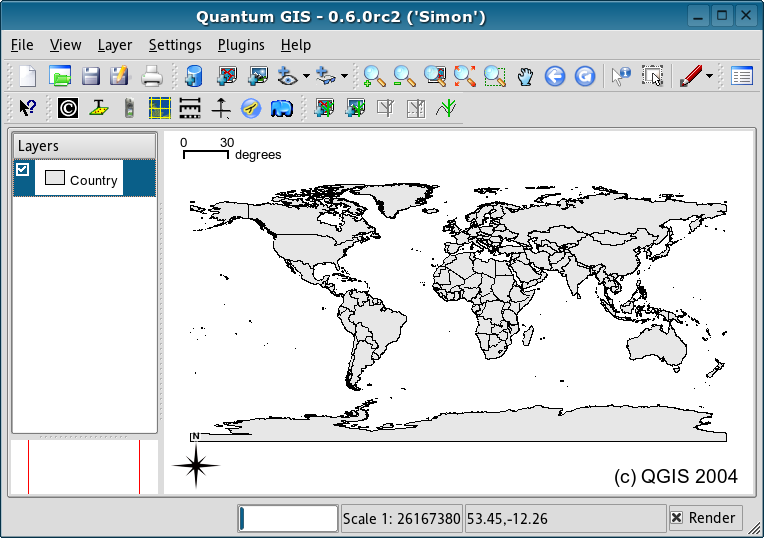 Quantum GIS - 0.6.0rc2 ('Simon')
File View Layer Settings Plugins Help
Layers
Country
0 30
degrees
N
(c) QGIS 2004
Scale 1: 26167380 53.45,-12.26 Render